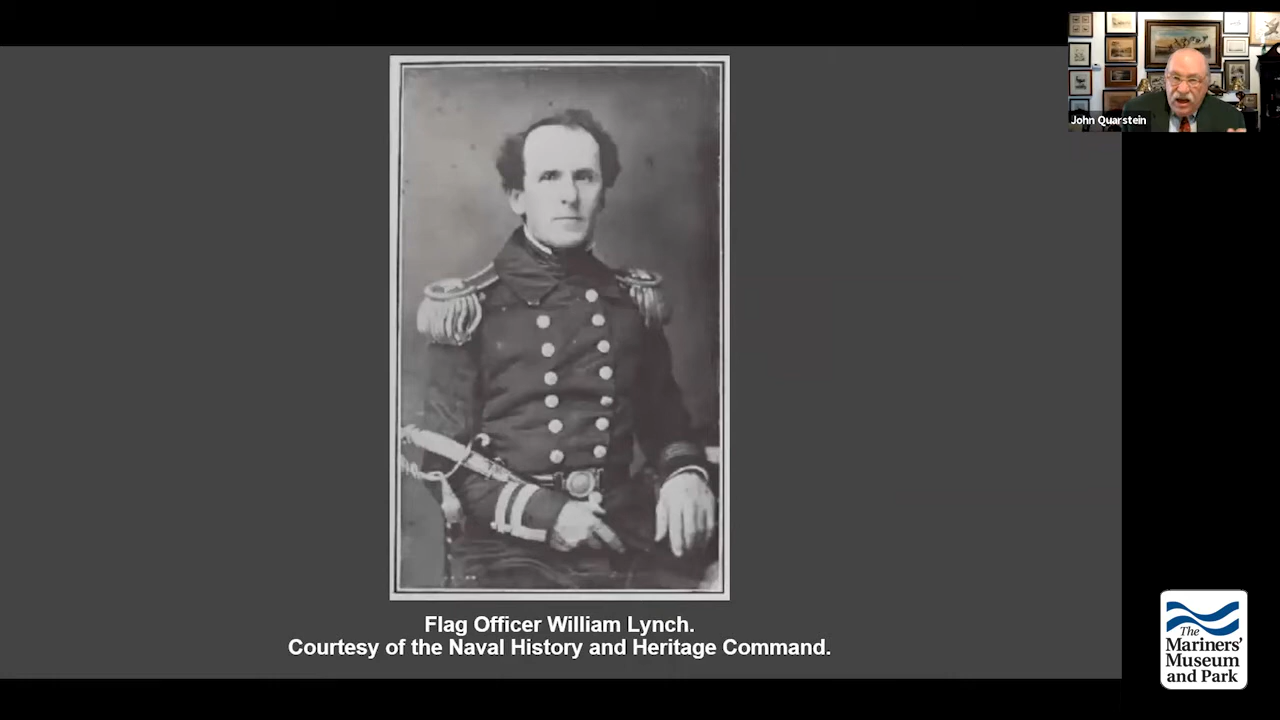 John Quarstein
Flag Officer William Lynch.
Courtesy of the Naval History and Heritage Command.
The
Mariners'
Museum
and Park